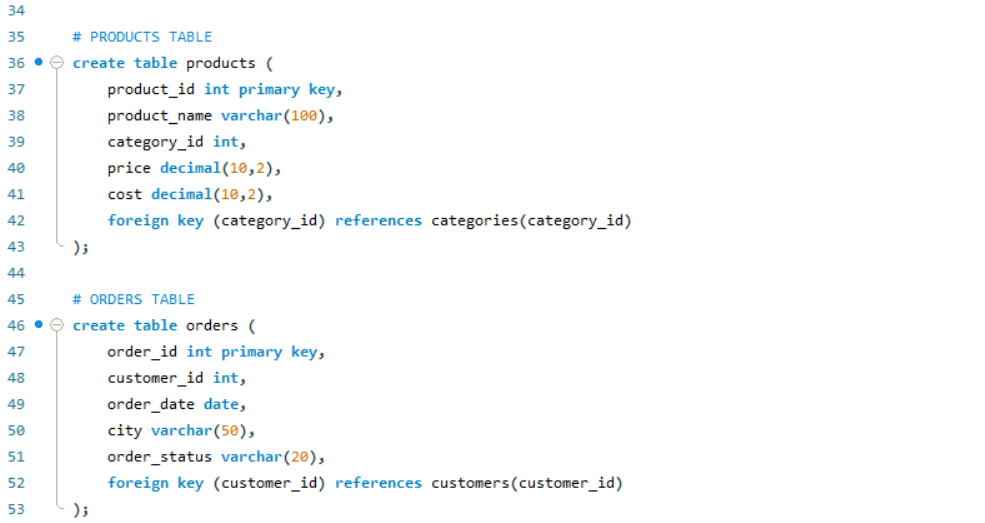 34
35 # PRODUCTS TABLE
36 create table products (
37 product_id int primary key,
38 product_name varchar(100),
39 category_id int,
40 price decimal(10,2),
41 cost decimal(10,2),
42 foreign key (category_id) references categories(category_id)
43 );
44
45 # ORDERS TABLE
46 create table orders (
47 order_id int primary key,
48 customer_id int,
49 order_date date,
50 city varchar(50),
51 order_status varchar(20),
52 foreign key (customer_id) references customers(customer_id)
53 );